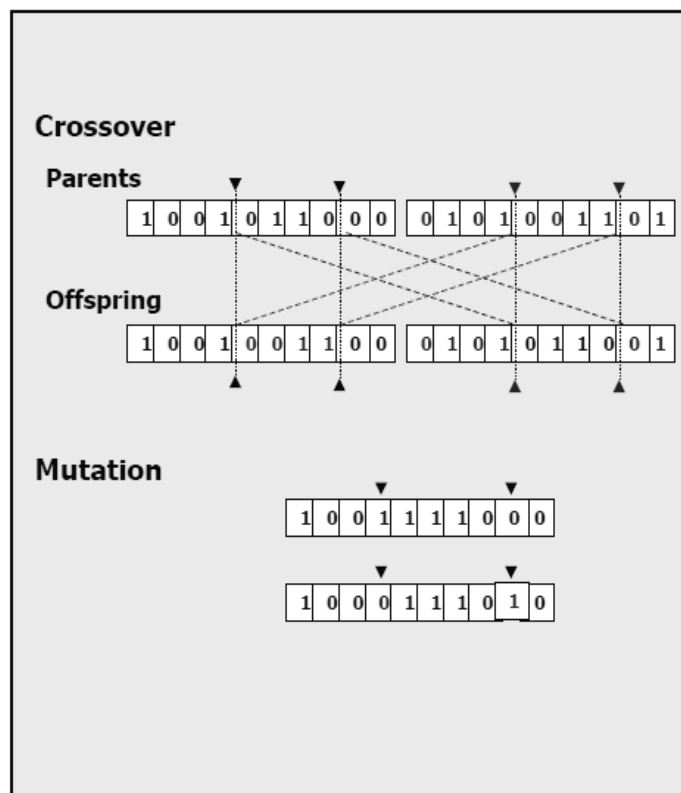 Crossover
Parents
1 0 0 1 0 1 1 0 0 0 0 1 0 1 0 0 1 1 0 1
Offspring
1 0 0 1 0 0 1 1 0 0 0 1 0 1 0 1 1 0 0 1
Mutation
1 0 0 1 1 1 1 0 0 0
1 0 0 0 1 1 1 0 1 0